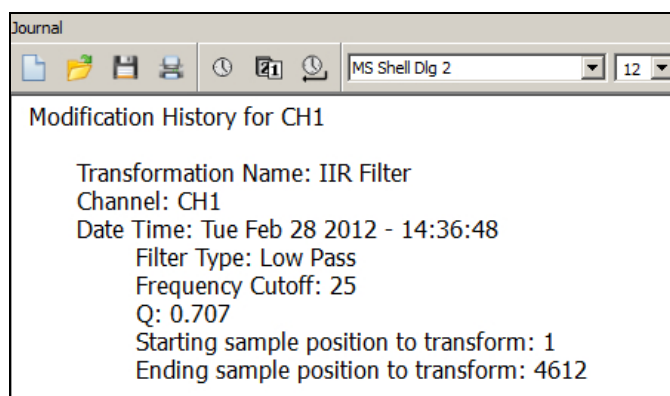 Journal
21
MS Shell Dlg 2
12
Modification History for CH1
Transformation Name: IIR Filter
Channel: CH1
Date Time: Tue Feb 28 2012 - 14:36:48
Filter Type: Low Pass
Frequency Cutoff: 25
Q: 0.707
Starting sample position to transform: 1
Ending sample position to transform: 4612